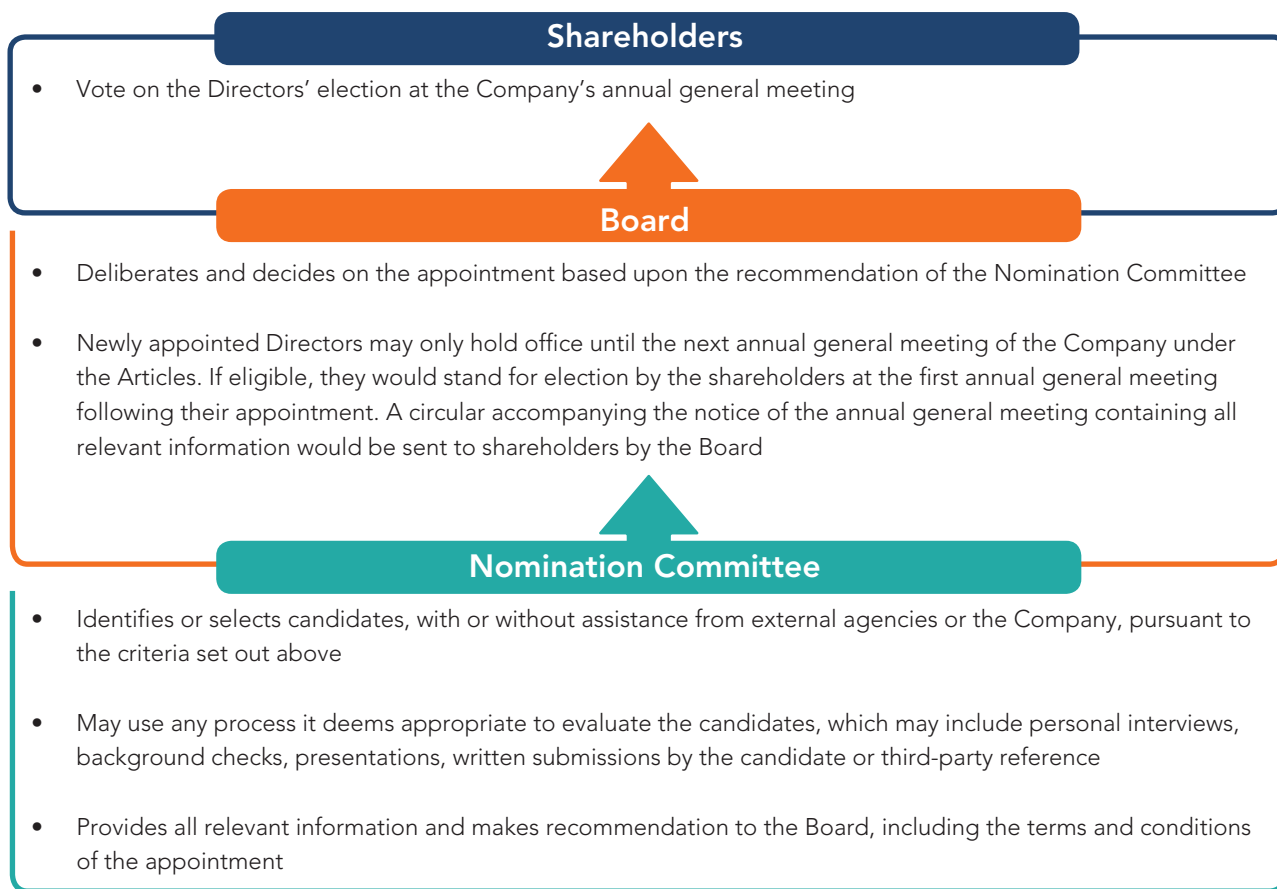 Shareholders
• Vote on the Directors’ election at the Company’s annual general meeting
Board
• Deliberates and decides on the appointment based upon the recommendation of the Nomination Committee
• Newly appointed Directors may only hold office until the next annual general meeting of the Company under
the Articles. If eligible, they would stand for election by the shareholders at the first annual general meeting
following their appointment. A circular accompanying the notice of the annual general meeting containing all
relevant information would be sent to shareholders by the Board
Nomination Committee
• Identifies or selects candidates, with or without assistance from external agencies or the Company, pursuant to
the criteria set out above
• May use any process it deems appropriate to evaluate the candidates, which may include personal interviews,
background checks, presentations, written submissions by the candidate or third-party reference
• Provides all relevant information and makes recommendation to the Board, including the terms and conditions
of the appointment